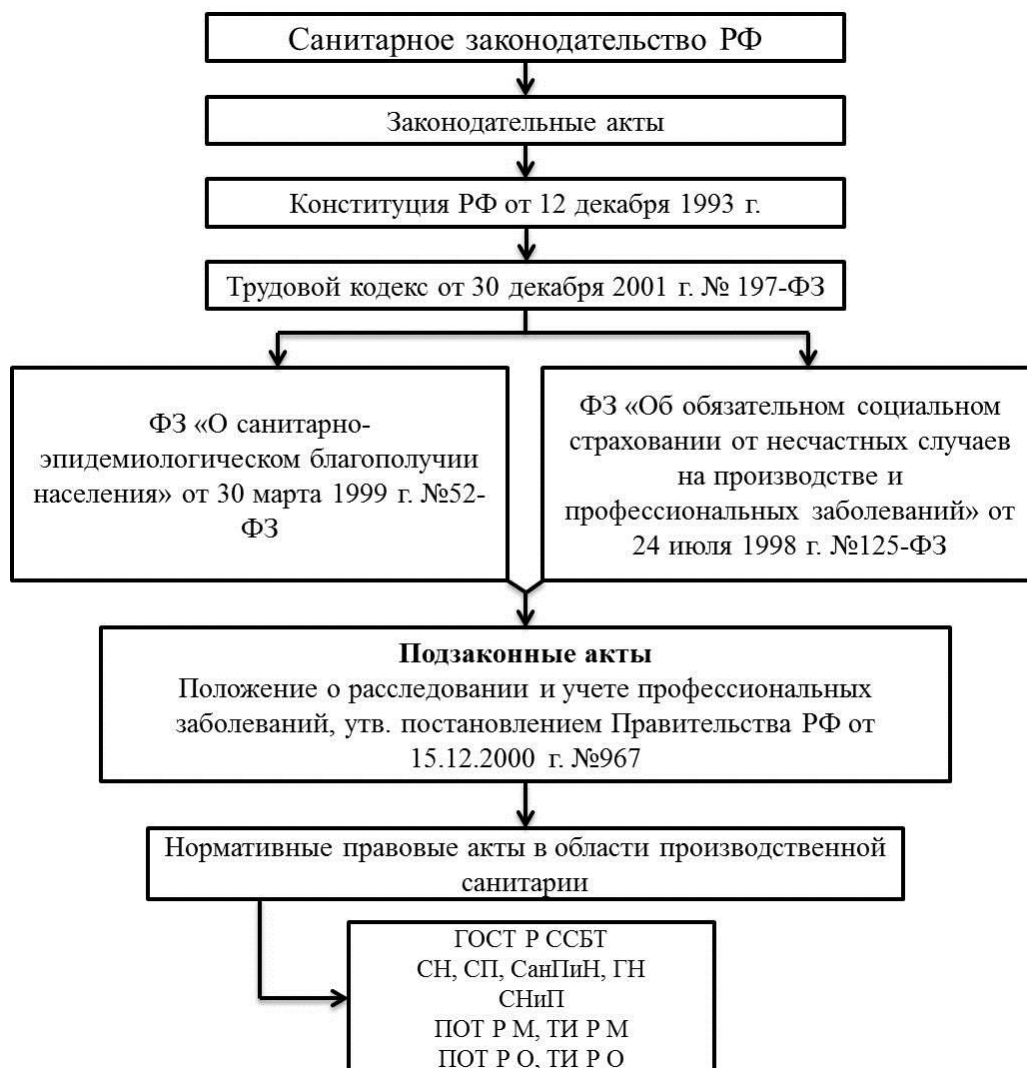 Санитарное законодательство РФ
Законодательные акты
Конституция РФ от 12 декабря 1993 г.
Трудовой кодекс от 30 декабря 2001 г. № 197-ФЗ
ФЗ «О санитарно-
эпидемиологическом благополучии
населения» от 30 марта 1999 г. №52-
ФЗ
ФЗ «Об обязательном социальном
страховании от несчастных случаев
на производстве и
профессиональных заболеваний» от
24 июля 1998 г. №125-ФЗ
Подзаконные акты
Положение о расследовании и учете профессиональных
заболеваний, утв. постановлением Правительства РФ от
15.12.2000 г. №967
Нормативные правовые акты в области производственной
санитарии
ГОСТ Р ССБТ
СН, СП, СанПиН, ГН
СНиП
ПОТ Р М, ТИ Р М
ПОТ Р О, ТИ Р О